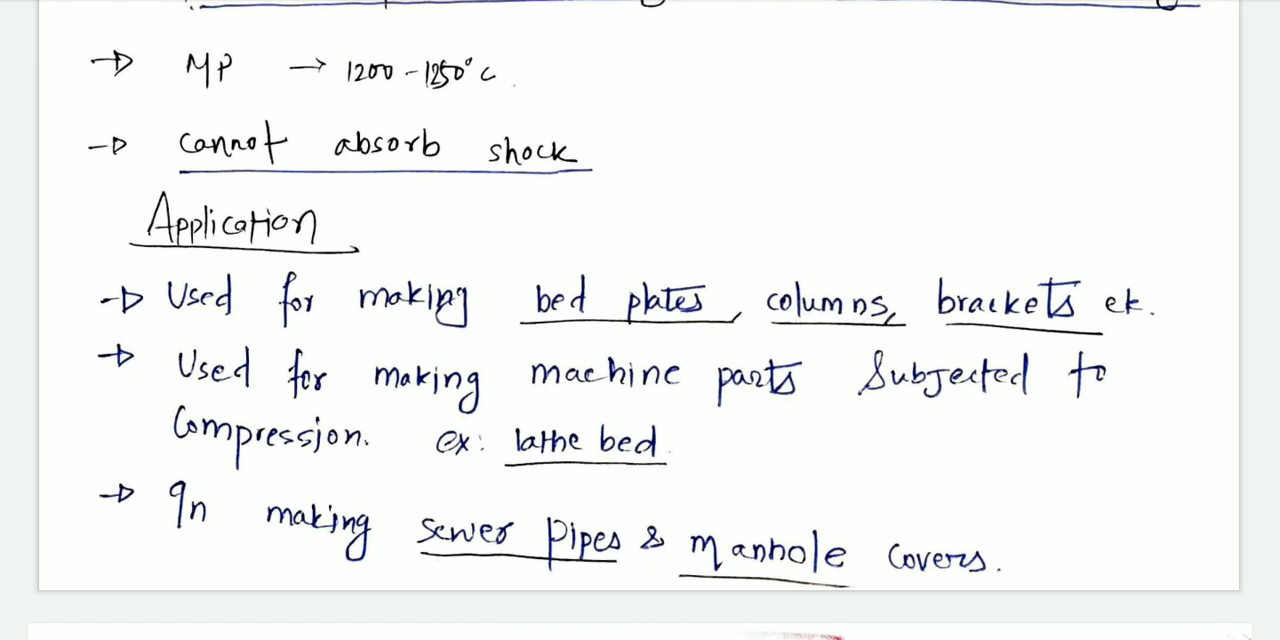 → MP → 1200 - 1250°C.
→ cannot absorb shock
Application
→ Used for making bed plates, columns, brackets etc.
→ Used for making machine parts Subjected to
Compression. ex: lathe bed
→ In making sewer pipes & manhole covers.